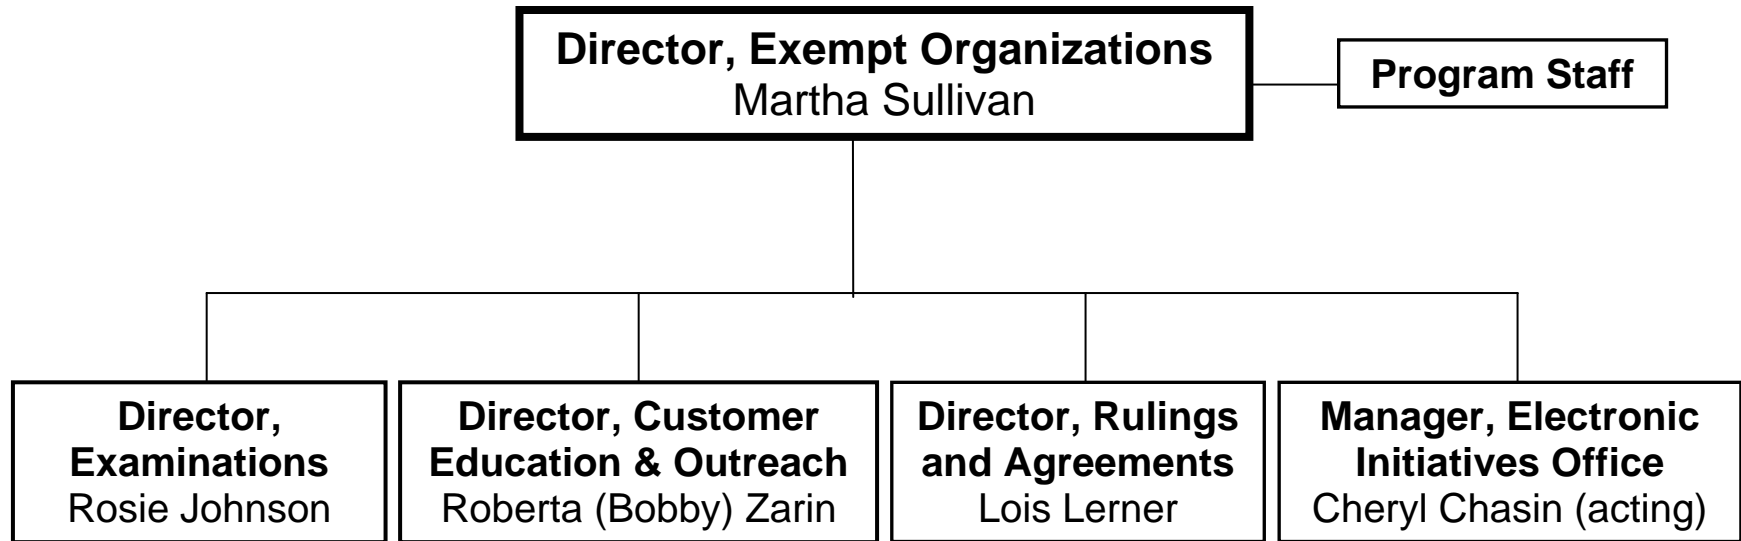 Director, Exempt Organizations
Martha Sullivan
Program Staff
Director,
Examinations
Rosie Johnson
Director, Customer
Education & Outreach
Roberta (Bobby) Zarin
Director, Rulings
and Agreements
Lois Lerner
Manager, Electronic
Initiatives Office
Cheryl Chasin (acting)